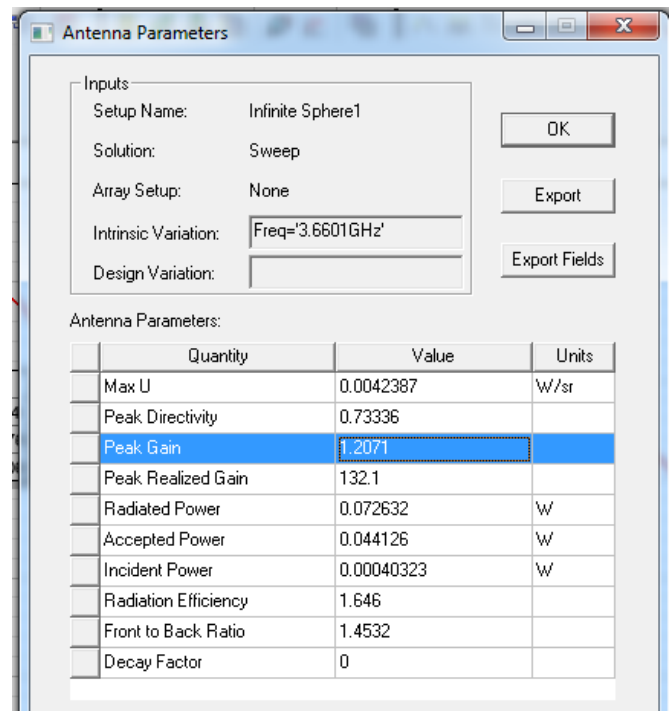 Antenna Parameters
Inputs
Setup Name: Infinite Sphere1
OK
Solution: Sweep
Array Setup: None
Export
Intrinsic Variation: Freq='3.6601GHz'
Export Fields
Design Variation:
Antenna Parameters:
Quantity Value Units
Max U 0.0042387 W/sr
Peak Directivity 0.73336
Peak Gain 1.2071
Peak Realized Gain 132.1
Radiated Power 0.072632 W
Accepted Power 0.044126 W
Incident Power 0.00040323 W
Radiation Efficiency 1.646
Front to Back Ratio 1.4532
Decay Factor 0